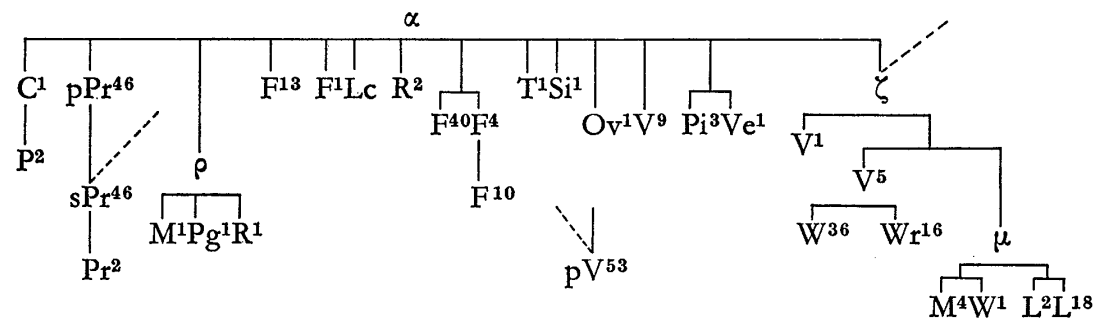 α
C¹ pPr⁴⁶ F¹³ F¹Lc R² T¹Si¹ ζ
F⁴⁰F⁴ Ov¹V⁹ Pi³Ve¹
V¹
P² ρ
V⁵
sPr⁴⁶ F¹⁰
M¹Pg¹R¹ W³⁶ Wr¹⁶ μ
Pr² pV⁵³
M⁴W¹ L²L¹⁸